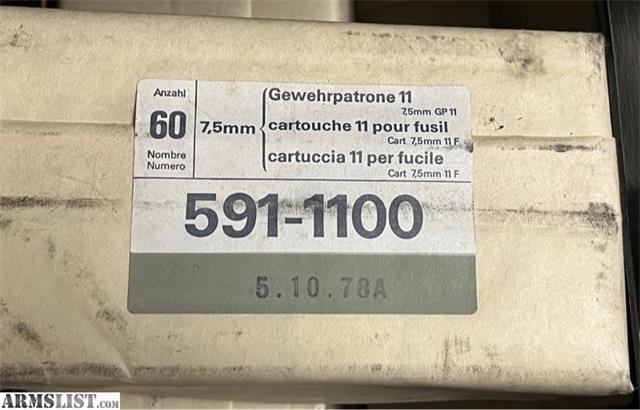 Anzahl
60
Nombre
Numero
7,5mm
Gewehrpatrone 11
7,5mm GP 11
cartouche 11 pour fusil
Cart 7,5mm 11 F
cartuccia 11 per fucile
Cart 7,5mm 11 F
591-1100
5.10.78A
ARMSLIST.COM